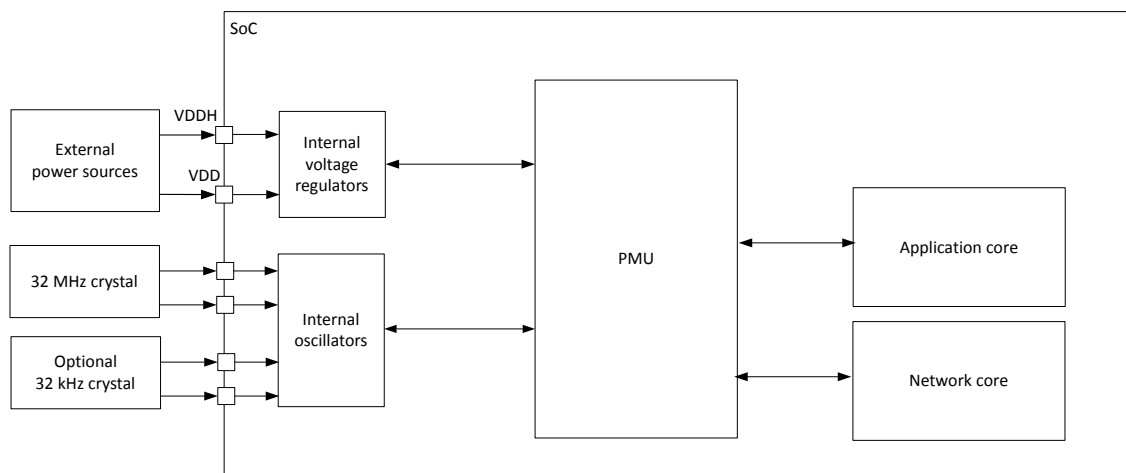 SoC
VDDH
External
power sources
VDD
Internal
voltage
regulators
PMU
Application core
32 MHz crystal
Internal
oscillators
Optional
32 kHz crystal
Network core